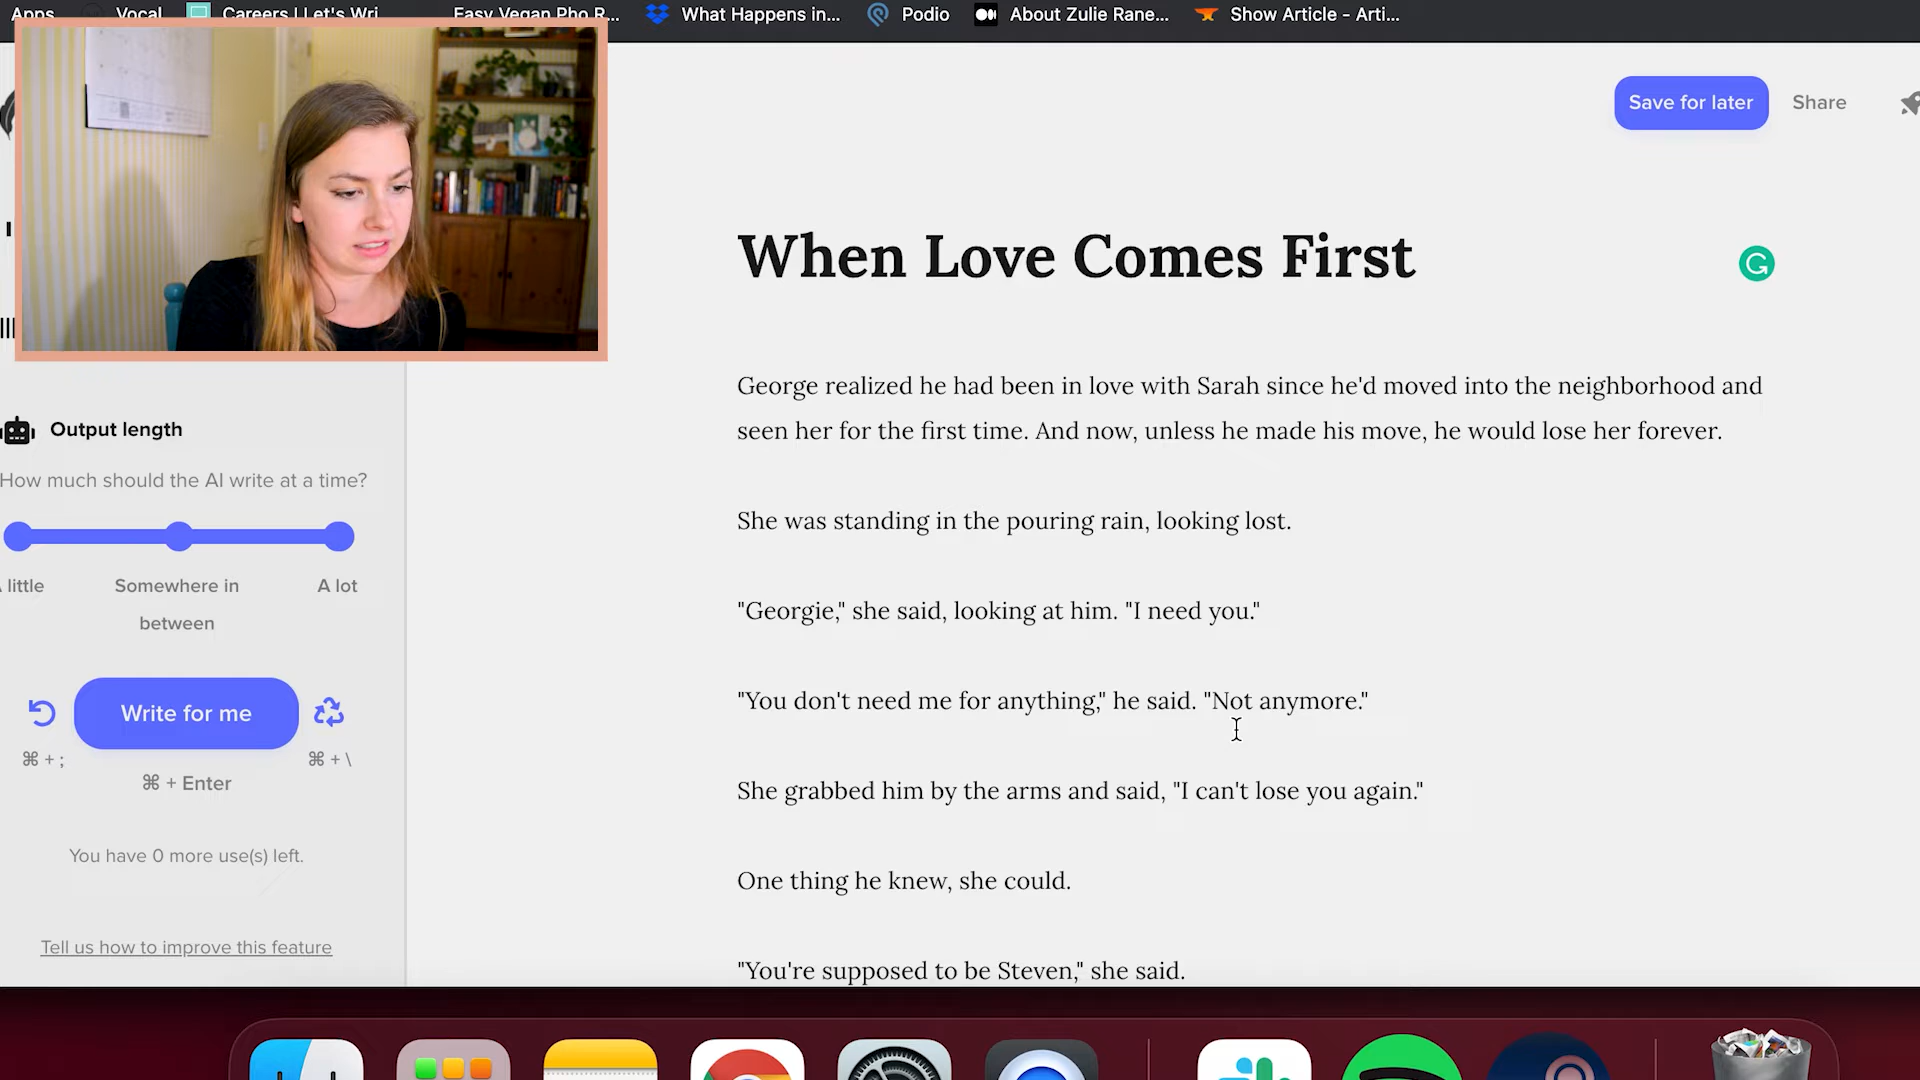 Apps
Vocal
Careers | Let's Wri...
Easy Vegan Pho R...
What Happens in...
Podio
About Zulie Rane...
Show Article - Arti...
Save for later
Share
When Love Comes First
George realized he had been in love with Sarah since he'd moved into the neighborhood and
seen her for the first time. And now, unless he made his move, he would lose her forever.
She was standing in the pouring rain, looking lost.
"Georgie," she said, looking at him. "I need you."
"You don't need me for anything," he said. "Not anymore."
She grabbed him by the arms and said, "I can't lose you again."
One thing he knew, she could.
"You're supposed to be Steven," she said.
Output length
How much should the AI write at a time?
little
Somewhere in
between
A lot
Write for me
⌘ + ;
⌘ + \
⌘ + Enter
You have 0 more use(s) left.
Tell us how to improve this feature